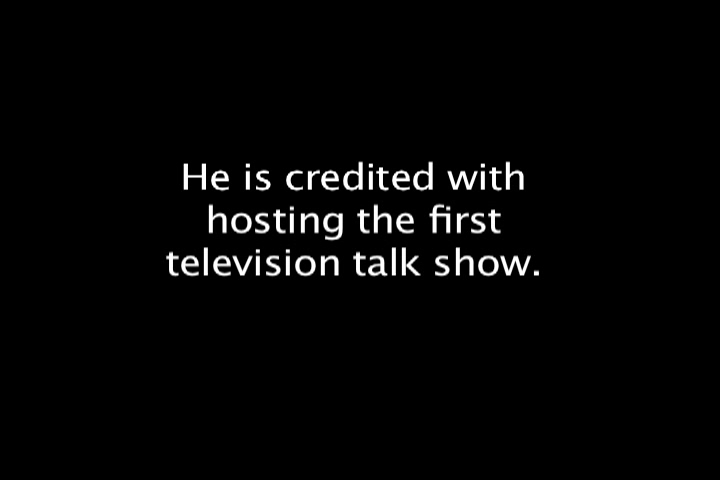 He is credited with
hosting the first
television talk show.